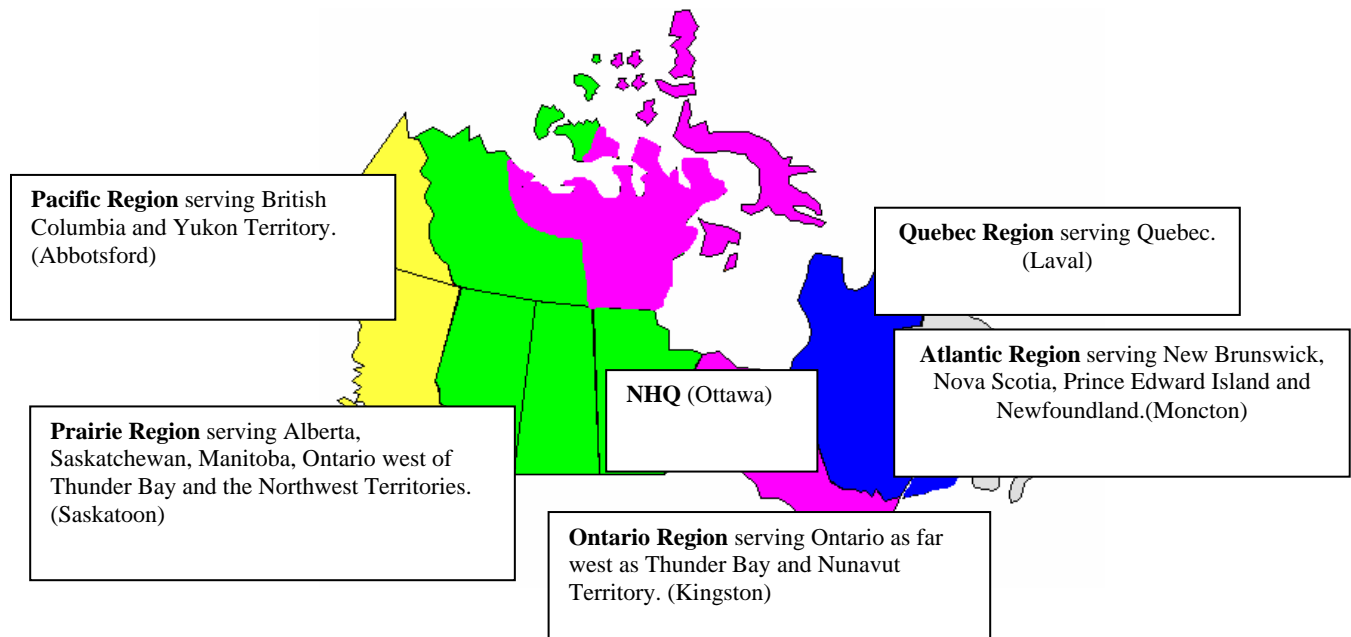 Pacific Region serving British
Columbia and Yukon Territory.
(Abbotsford)
Quebec Region serving Quebec.
(Laval)
Atlantic Region serving New Brunswick,
Nova Scotia, Prince Edward Island and
Newfoundland.(Moncton)
NHQ (Ottawa)
Prairie Region serving Alberta,
Saskatchewan, Manitoba, Ontario west of
Thunder Bay and the Northwest Territories.
(Saskatoon)
Ontario Region serving Ontario as far
west as Thunder Bay and Nunavut
Territory. (Kingston)